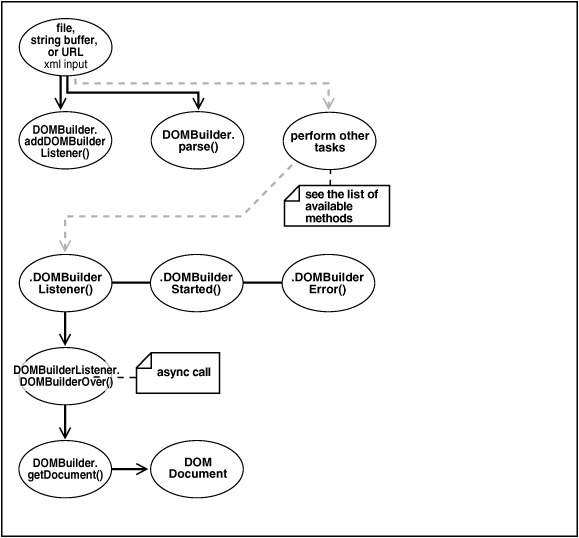 file,
string buffer,
or URL
xml input
DOMBuilder.
addDOMBuilder
Listener()
DOMBuilder.
parse()
perform other
tasks
see the list of
available
methods
.DOMBuilder
Listener()
.DOMBuilder
Started()
.DOMBuilder
Error()
DOMBuilderListener.
DOMBuilderOver()
async call
DOMBuilder.
getDocument()
DOM
Document